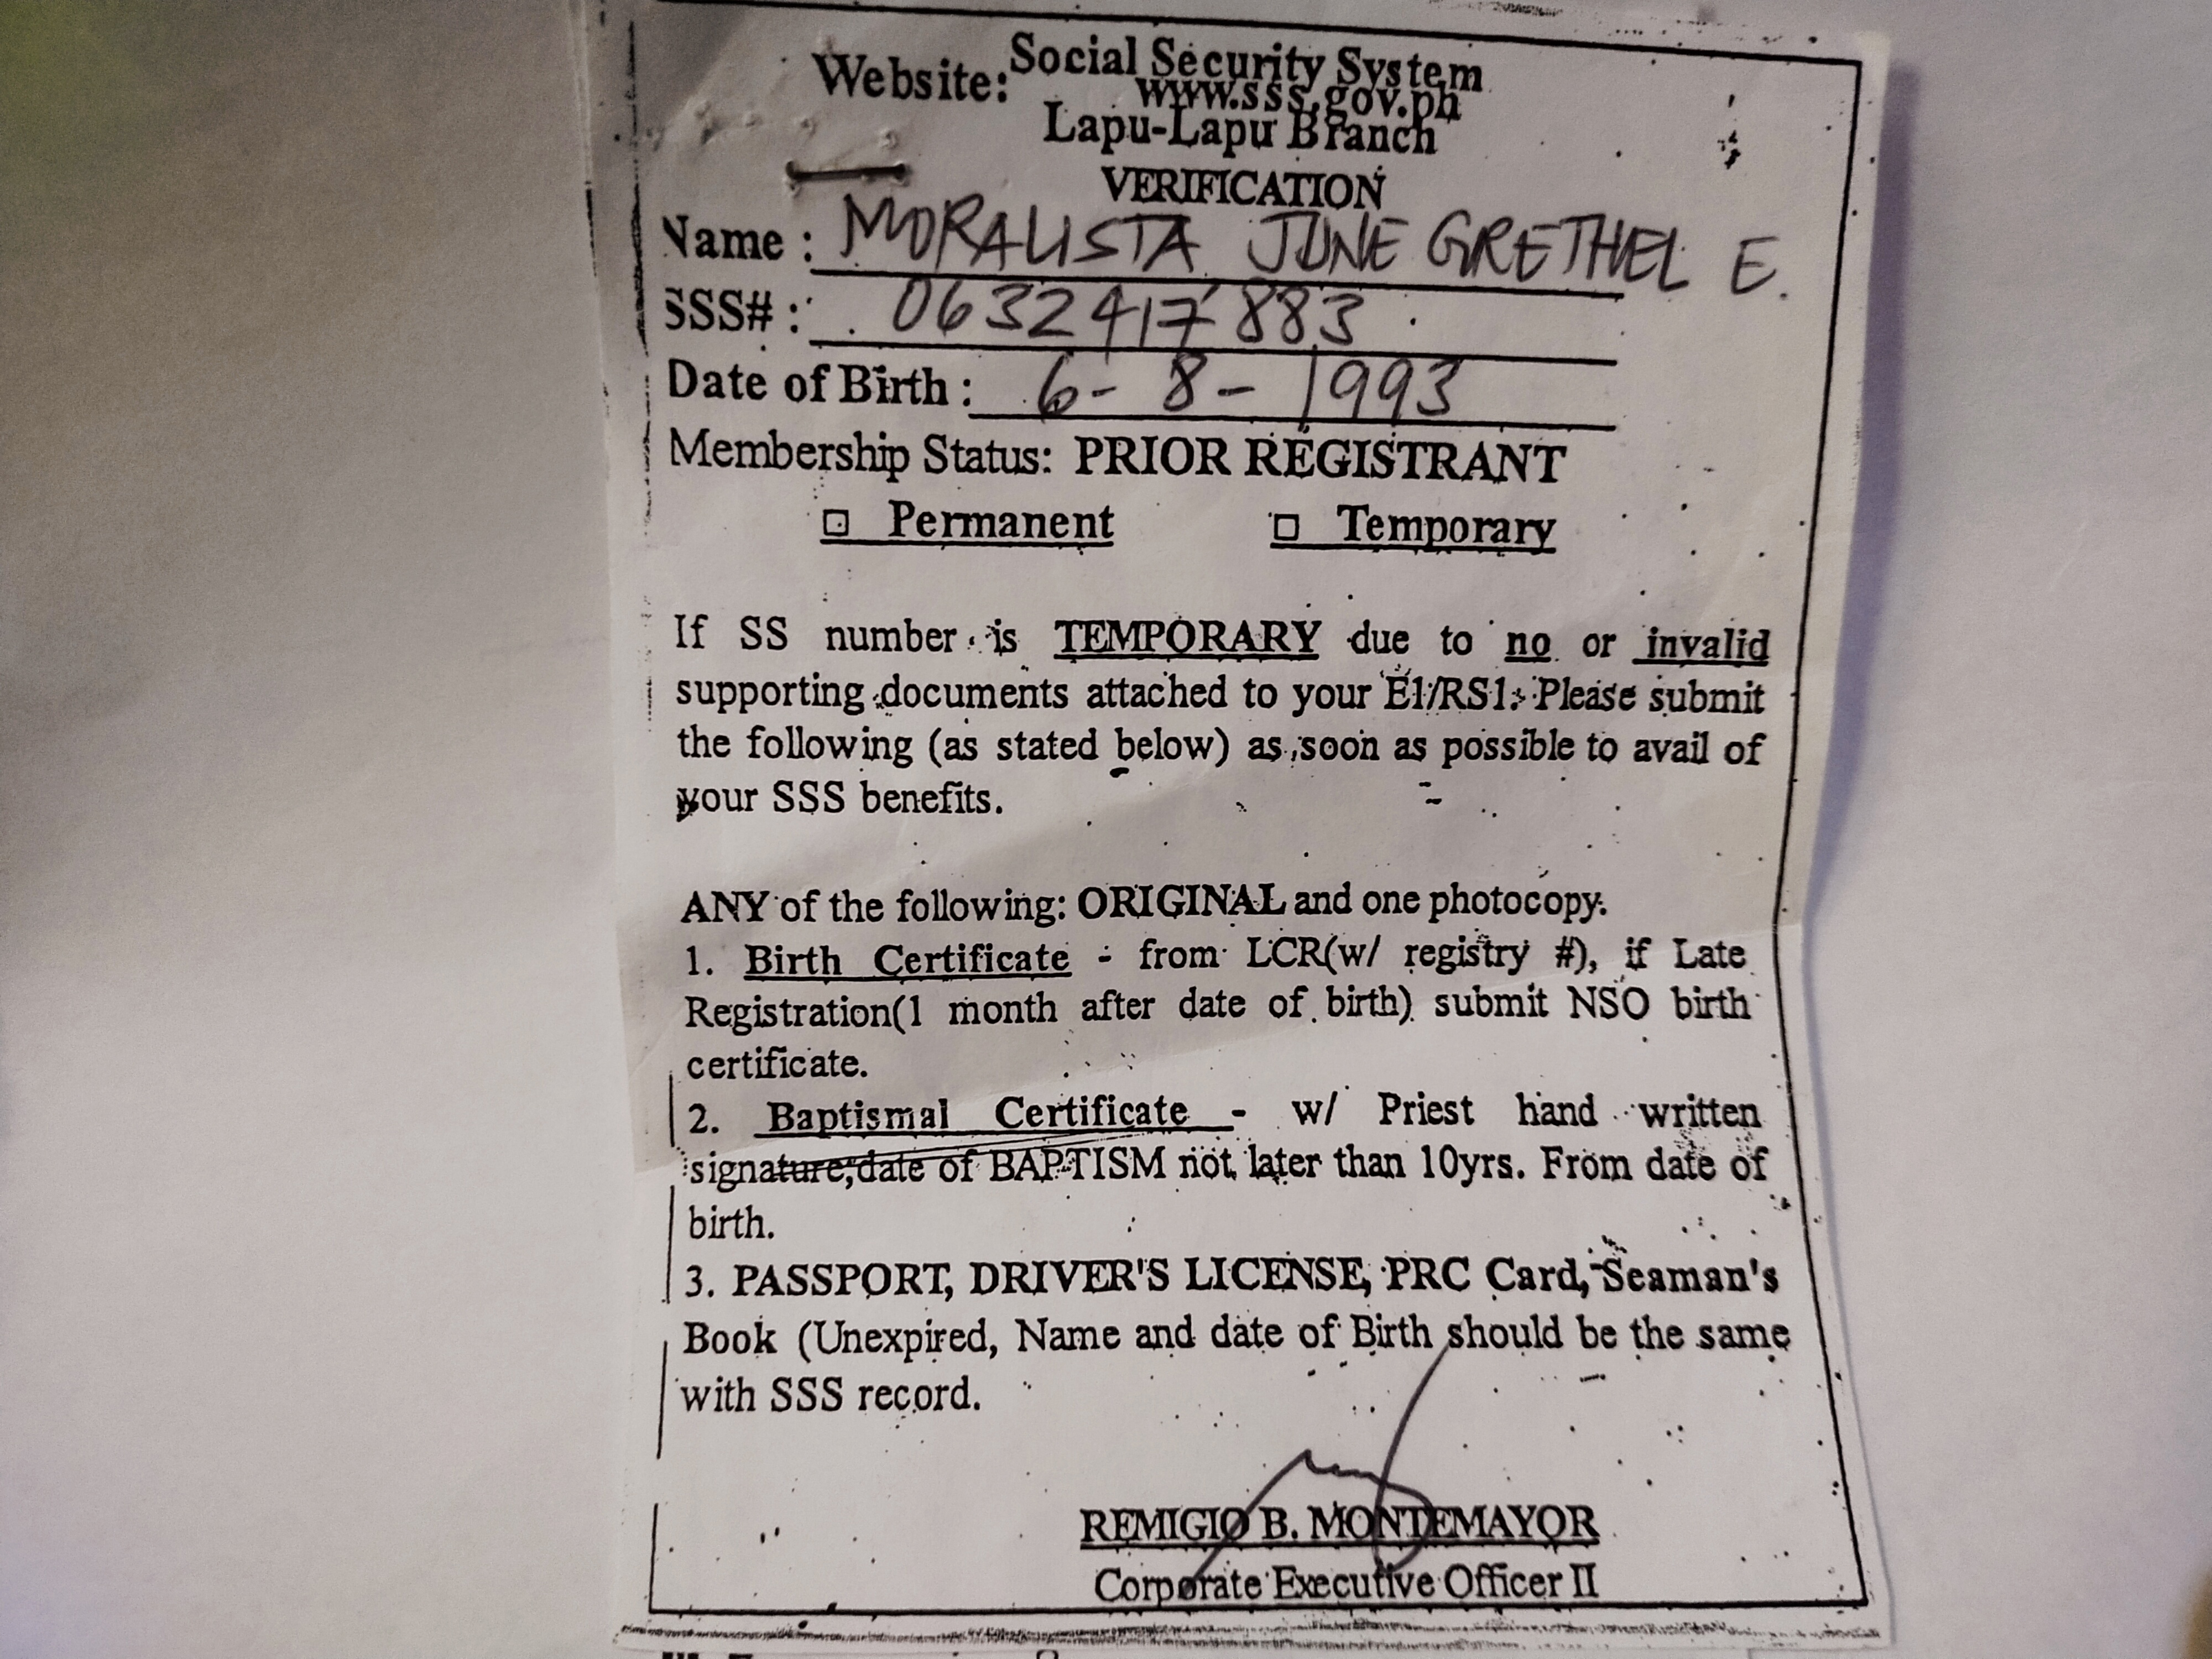 Social Security System
Website: www.sss.gov.ph
Lapu-Lapu Branch
VERIFICATION
Name : MORALISTA JUNE GRETHEL E.
SSS# : 0632417883
Date of Birth : 6-8-1993
Membership Status: PRIOR REGISTRANT
□ Permanent □ Temporary
If SS number is TEMPORARY due to no or invalid
supporting documents attached to your E1/RS1. Please submit
the following (as stated below) as soon as possible to avail of
your SSS benefits.
ANY of the following: ORIGINAL and one photocopy.
1. Birth Certificate - from LCR(w/ registry #), if Late
Registration(1 month after date of birth) submit NSO birth
certificate.
2. Baptismal Certificate - w/ Priest hand written
signature,date of BAPTISM not later than 10yrs. From date of
birth.
3. PASSPORT, DRIVER'S LICENSE, PRC Card, Seaman's
Book (Unexpired, Name and date of Birth should be the same
with SSS record.
REMIGIO B. MONTEMAYOR
Corporate Executive Officer II